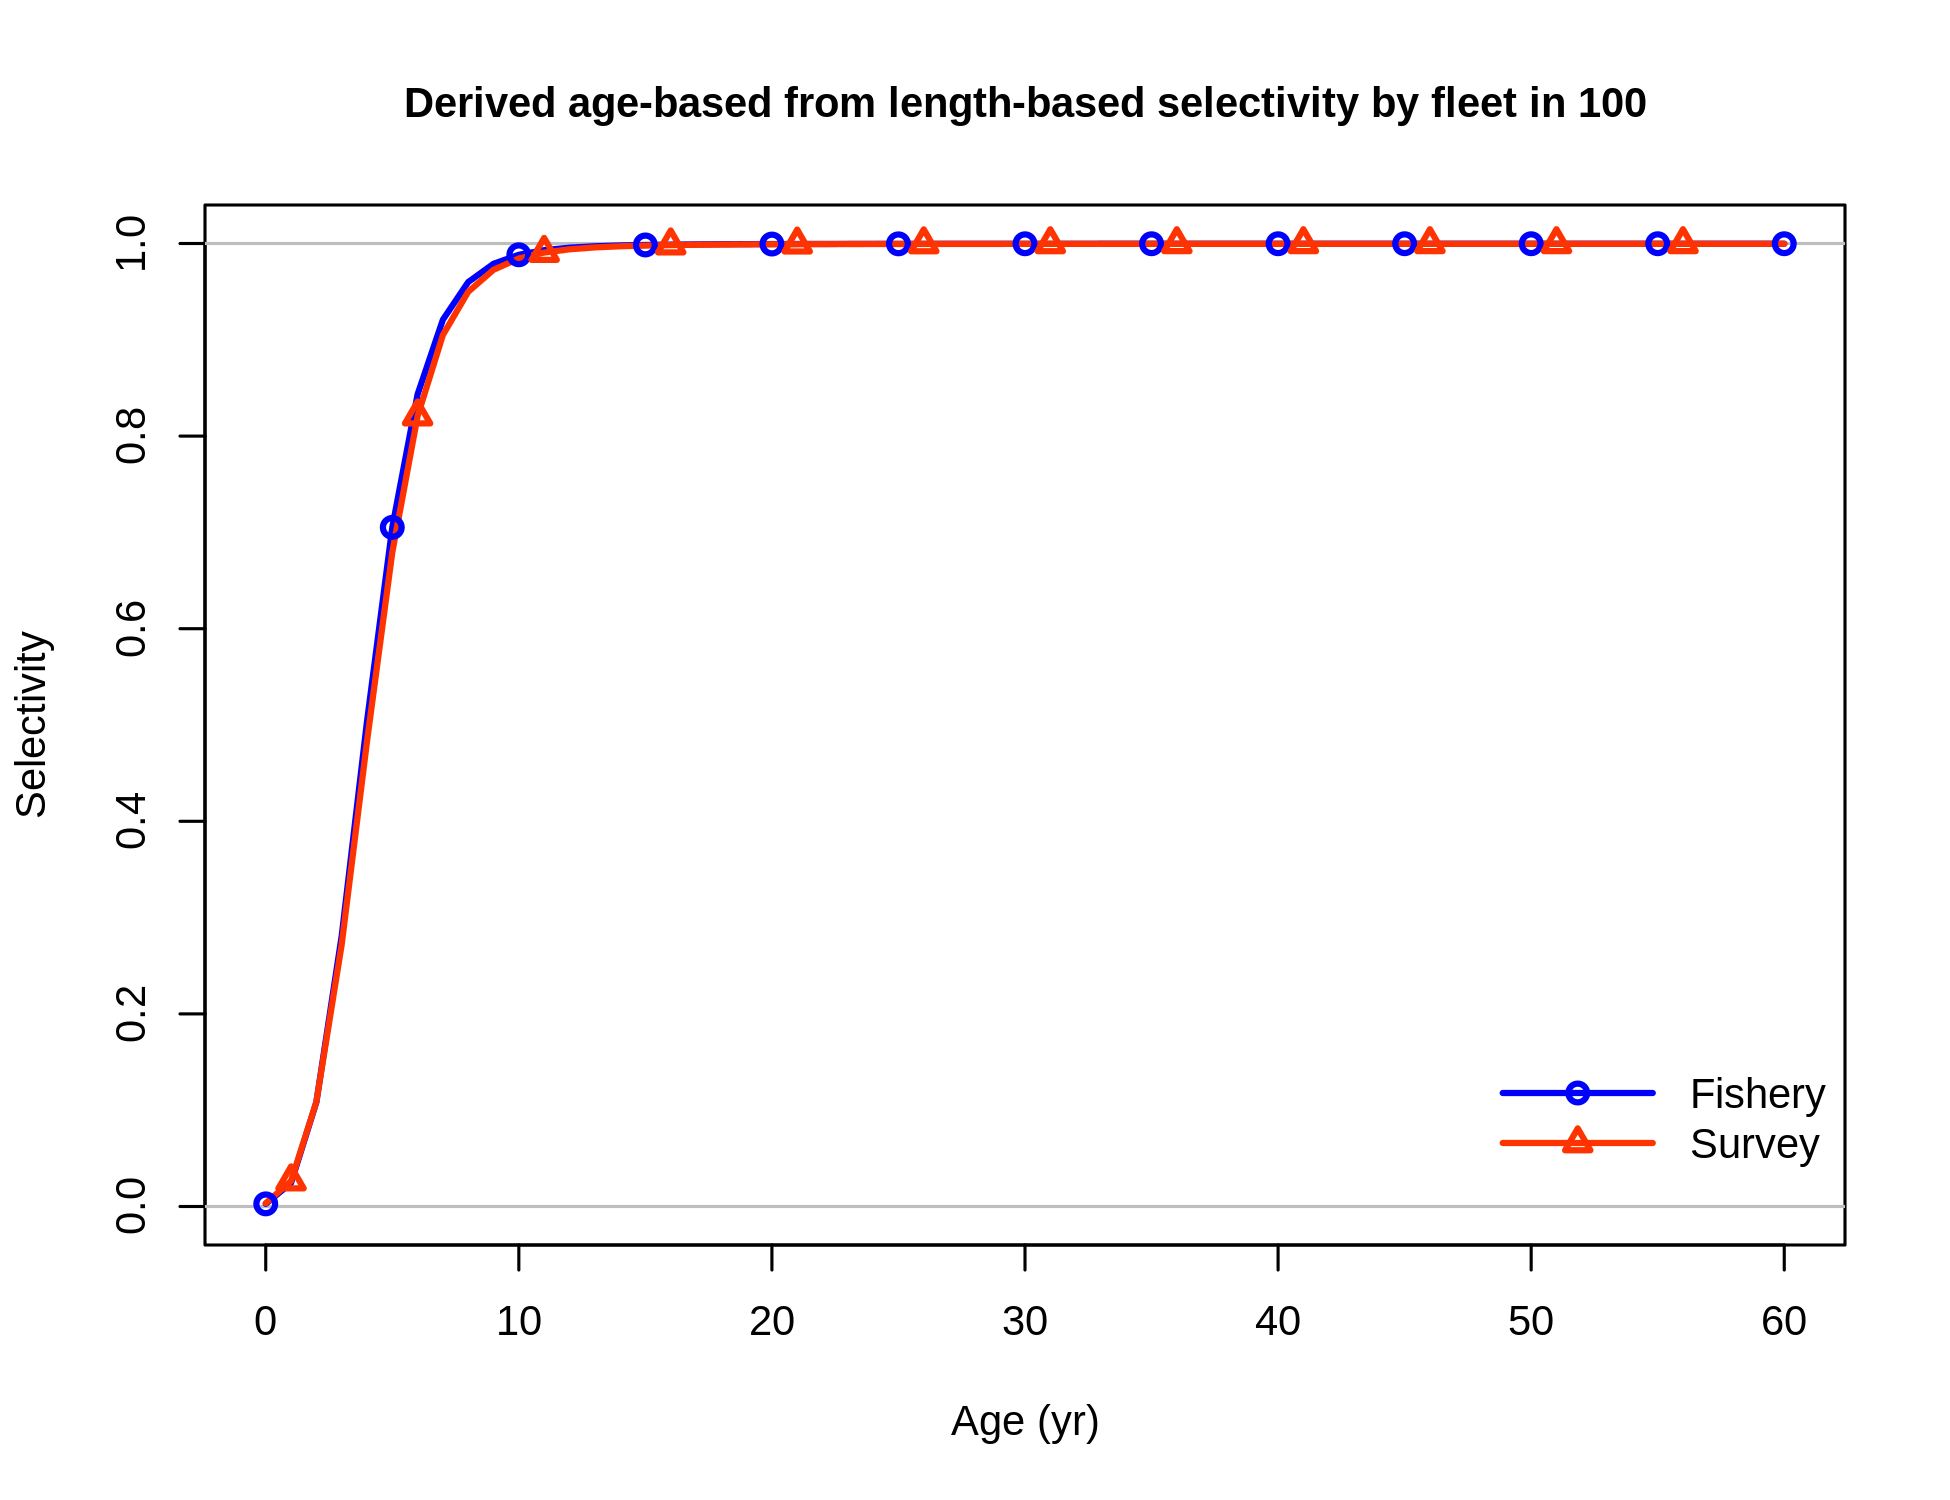 Derived age-based from length-based selectivity by fleet in 100
Selectivity
1.0
0.8
0.6
0.4
0.2
0.0
Fishery
Survey
0 10 20 30 40 50 60
Age (yr)